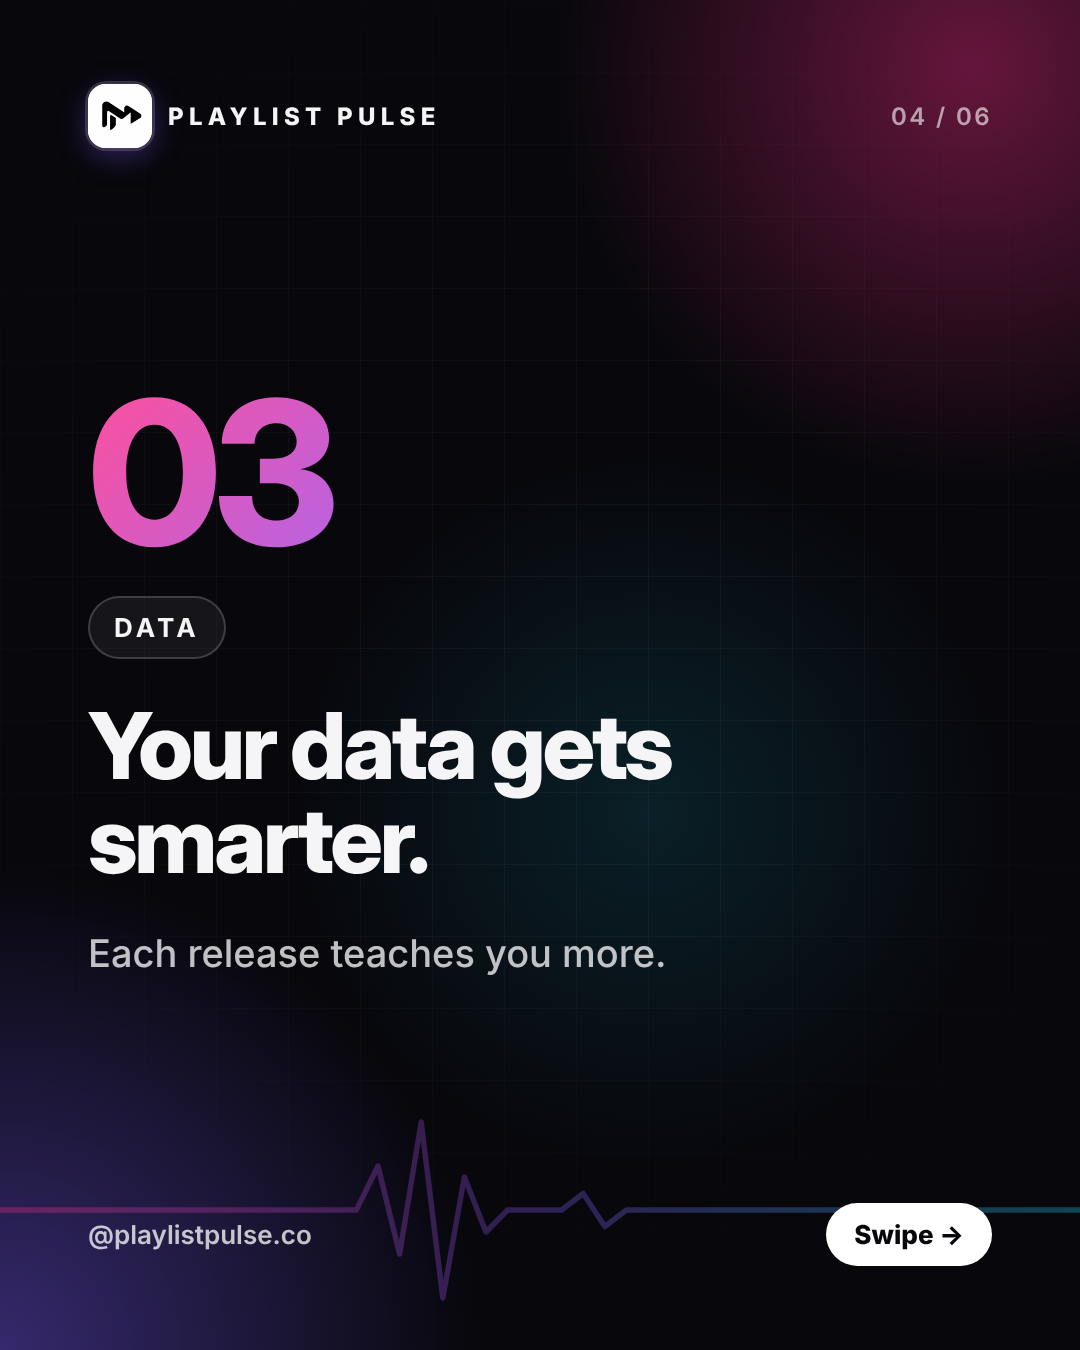 PLAYLIST PULSE
04 / 06
03
DATA
Your data gets
smarter.
Each release teaches you more.
@playlistpulse.co
Swipe →